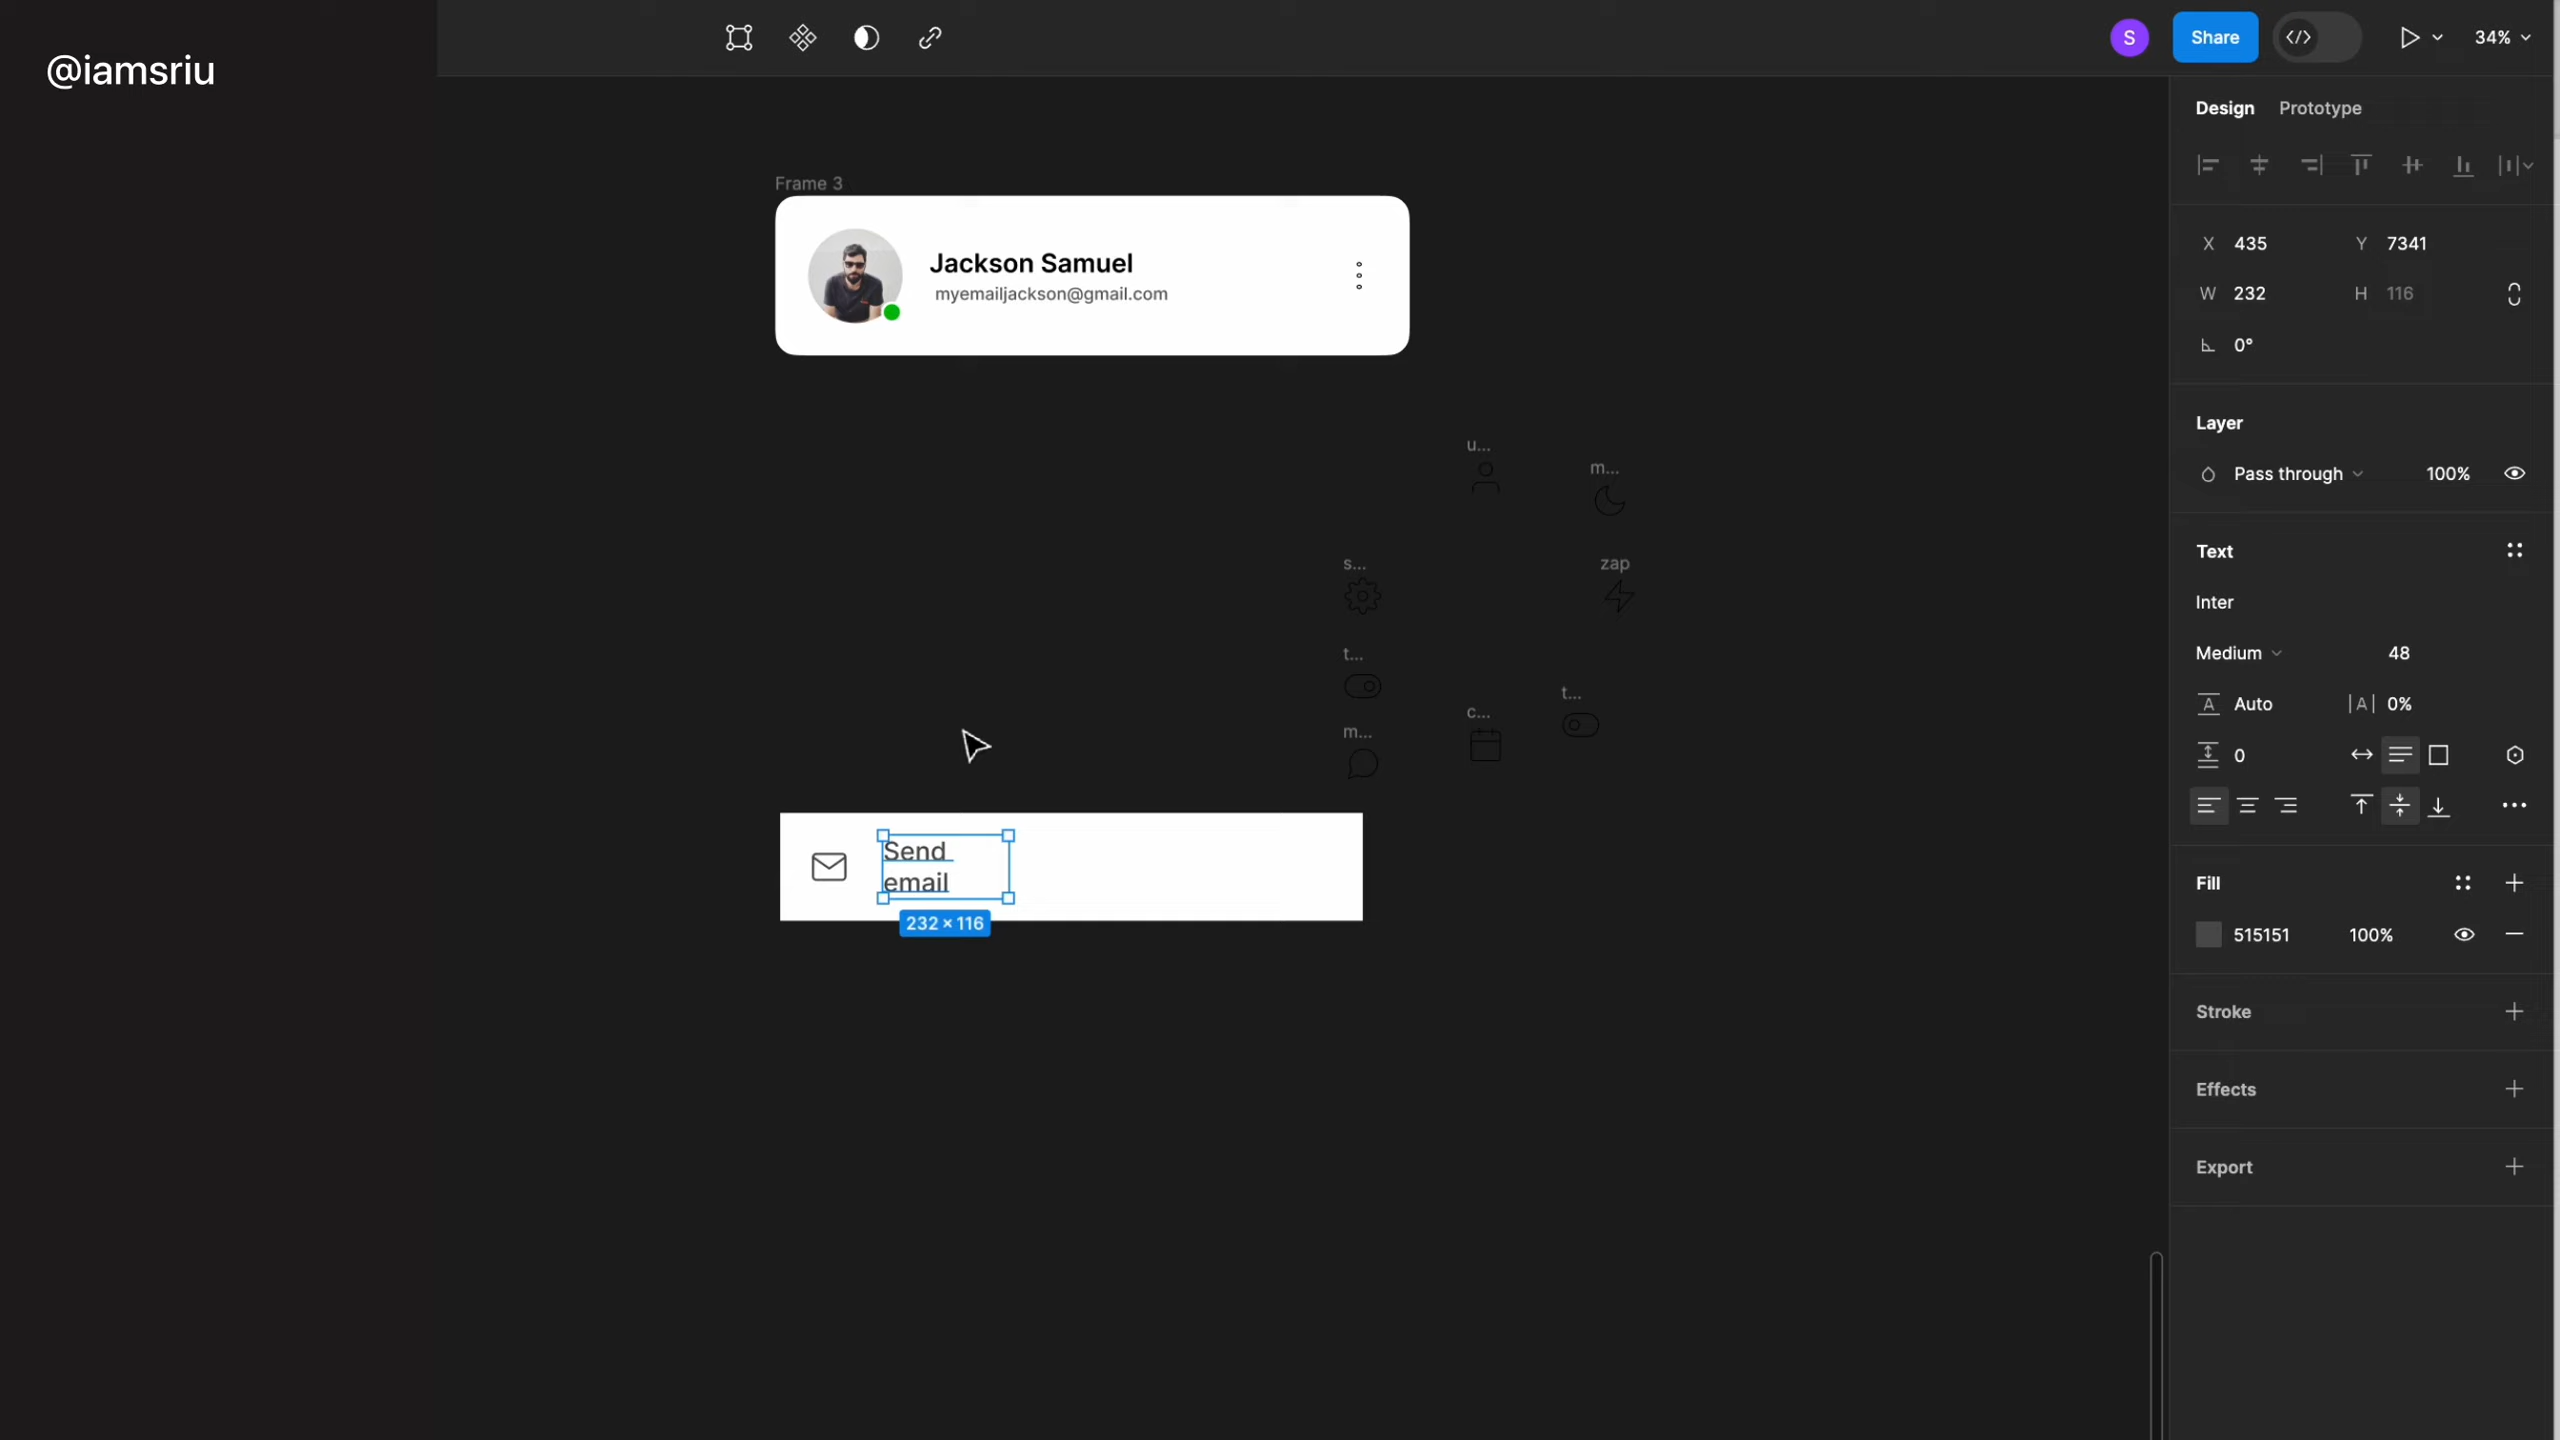 @iamsriu
S
Share
34%
Design Prototype
Frame 3
Jackson Samuel
myemailjackson@gmail.com
X 435 Y 7341
W 232 H 116
0°
Layer
Pass through 100%
u...
m...
s...
zap
t...
t...
c...
m...
Text
Inter
Medium 48
A Auto |A| 0%
0
Send
email
232 × 116
Fill
515151 100%
Stroke
Effects
Export